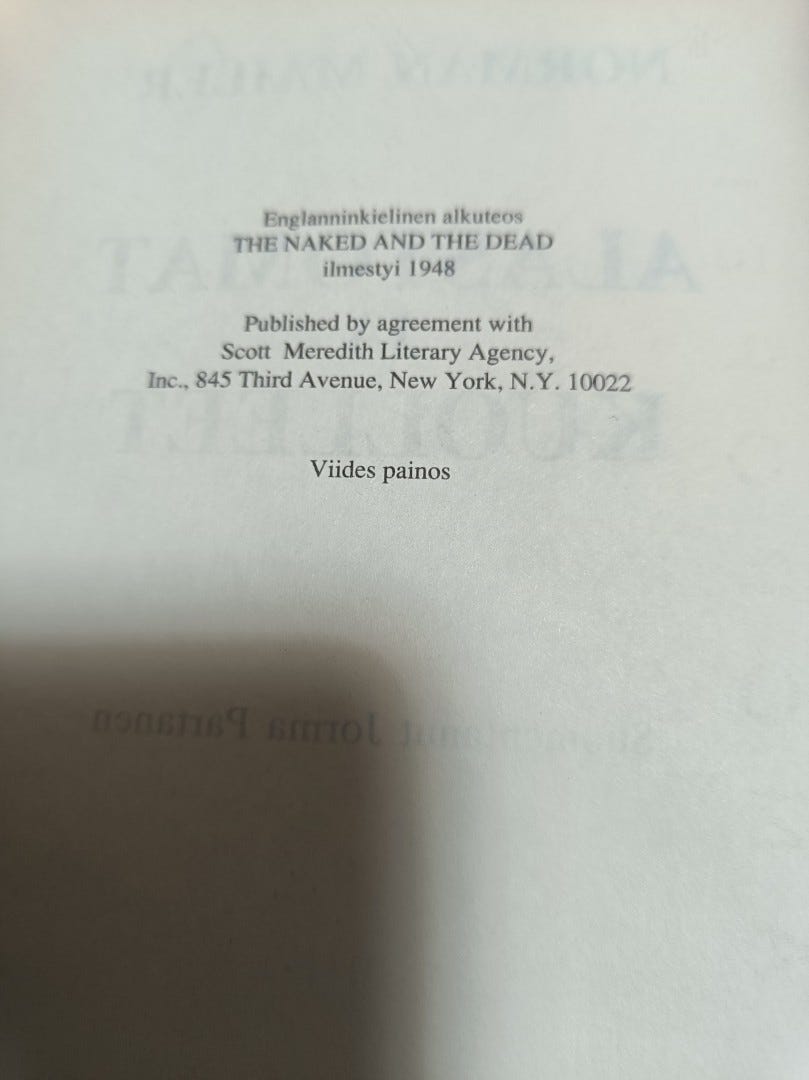 Englanninkielinen alkuteos
THE NAKED AND THE DEAD
ilmestyi 1948
Published by agreement with
Scott Meredith Literary Agency,
Inc., 845 Third Avenue, New York, N.Y. 10022
Viides painos